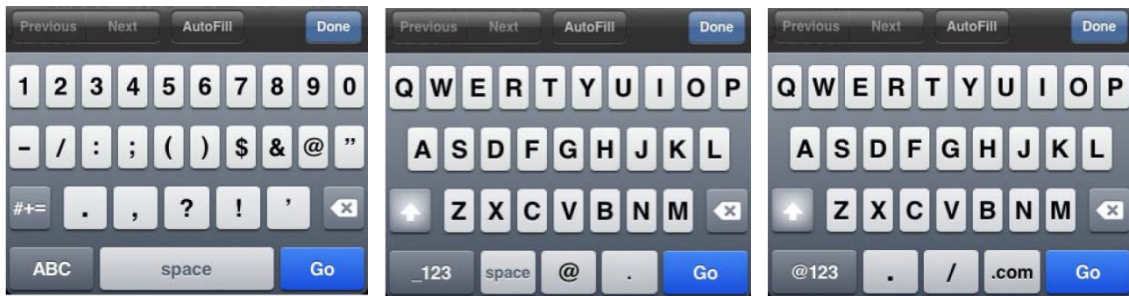 Previous Next AutoFill Done
1 2 3 4 5 6 7 8 9 0
- / : ; ( ) $ & @ "
#+= . , ? ! '
ABC space Go
Previous Next AutoFill Done
Q W E R T Y U I O P
A S D F G H J K L
Z X C V B N M
_123 space @ . Go
Previous Next AutoFill Done
Q W E R T Y U I O P
A S D F G H J K L
Z X C V B N M
@123 . / .com Go